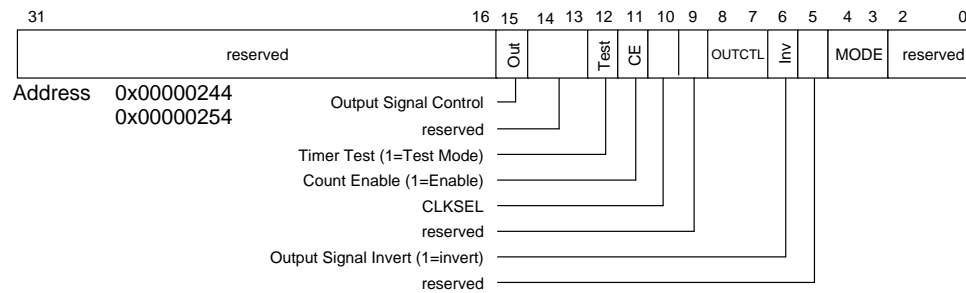 31 16 15 14 13 12 11 10 9 8 7 6 5 4 3 2 0
reserved Out Test CE OUTCTL Inv MODE reserved
Address 0x00000244
0x00000254
Output Signal Control
reserved
Timer Test (1=Test Mode)
Count Enable (1=Enable)
CLKSEL
reserved
Output Signal Invert (1=invert)
reserved